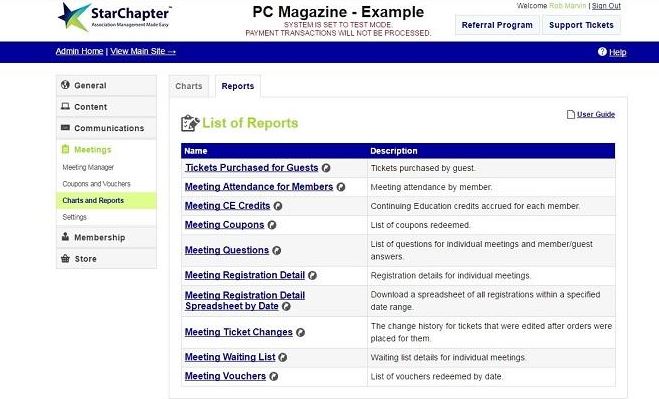 StarChapter
Association Management Made Easy
PC Magazine - Example
SYSTEM IS SET TO TEST MODE.
PAYMENT TRANSACTIONS WILL NOT BE PROCESSED.
Welcome Rob Marvin | Sign Out
Referral Program
Support Tickets
Admin Home | View Main Site →
Help
General
Content
Communications
Meetings
Meeting Manager
Coupons and Vouchers
Charts and Reports
Settings
Membership
Store
Charts
Reports
List of Reports
User Guide
Name Description
Tickets Purchased for Guests Tickets purchased by guest.
Meeting Attendance for Members Meeting attendance by member.
Meeting CE Credits Continuing Education credits accrued for each member.
Meeting Coupons List of coupons redeemed.
Meeting Questions List of questions for individual meetings and member/guest
answers.
Meeting Registration Detail Registration details for individual meetings.
Meeting Registration Detail Download a spreadsheet of all registrations within a specified
Spreadsheet by Date date range.
Meeting Ticket Changes The change history for tickets that were edited after orders were
placed for them.
Meeting Waiting List Waiting list details for individual meetings.
Meeting Vouchers List of vouchers redeemed by date.